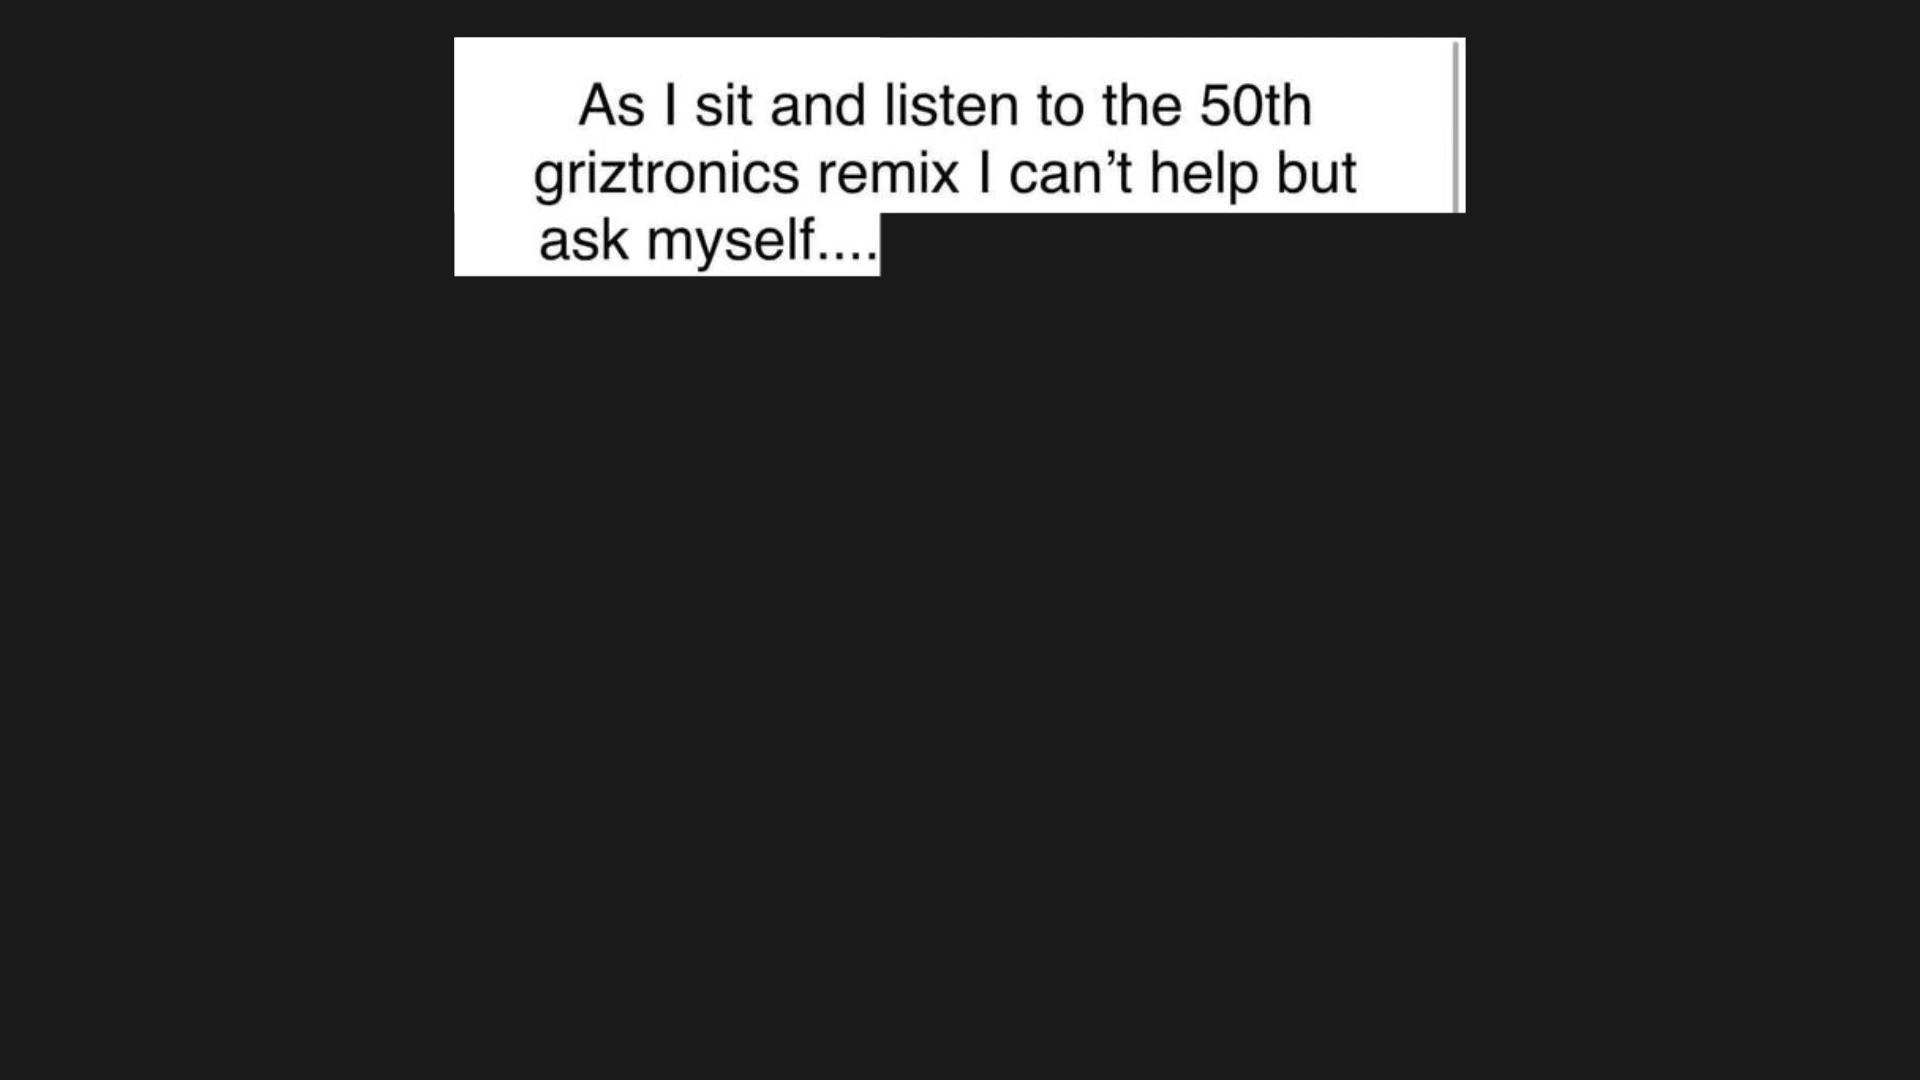 As I sit and listen to the 50th
griztronics remix I can’t help but
ask myself....